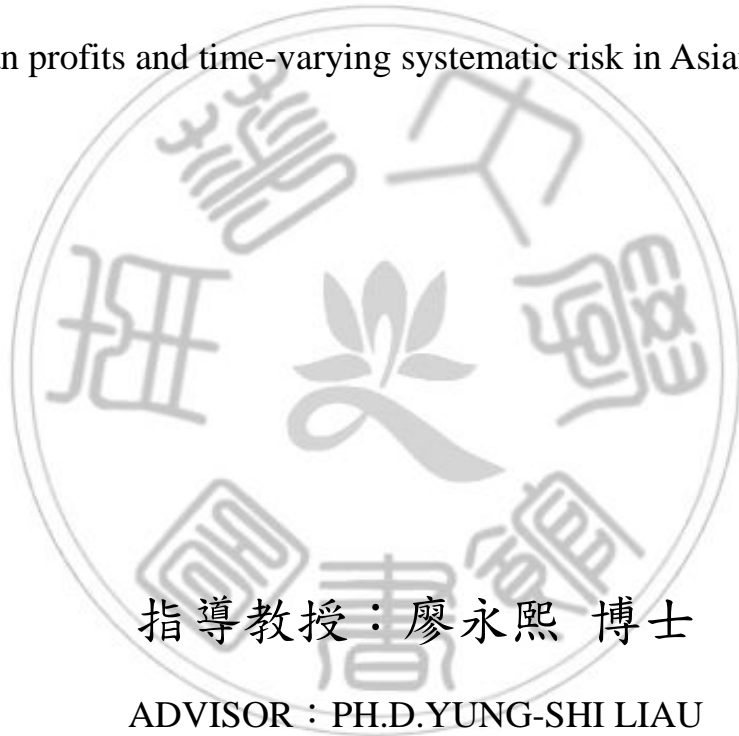 profits and time-varying systematic risk in Asia
指導教授：廖永熙 博士
ADVISOR：PH.D.YUNG-SHI LIAU